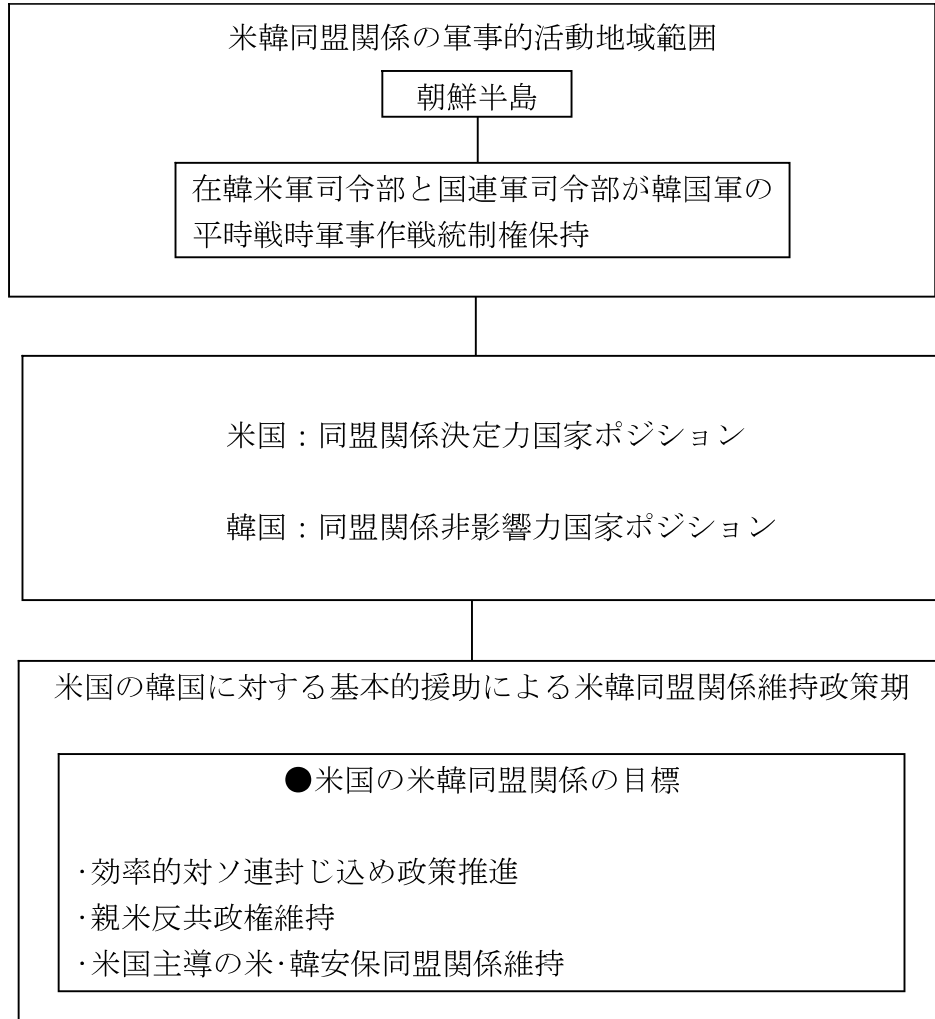 米韓同盟関係の軍事的活動地域範囲
朝鮮半島
在韓米軍司令部と国連軍司令部が韓国軍の
平時戦時軍事作戦統制権保持
米国：同盟関係決定力国家ポジション
韓国：同盟関係非影響力国家ポジション
米国の韓国に対する基本的援助による米韓同盟関係維持政策期
●米国の米韓同盟関係の目標
·効率的対ソ連封じ込め政策推進
·親米反共政権維持
·米国主導の米·韓安保同盟関係維持